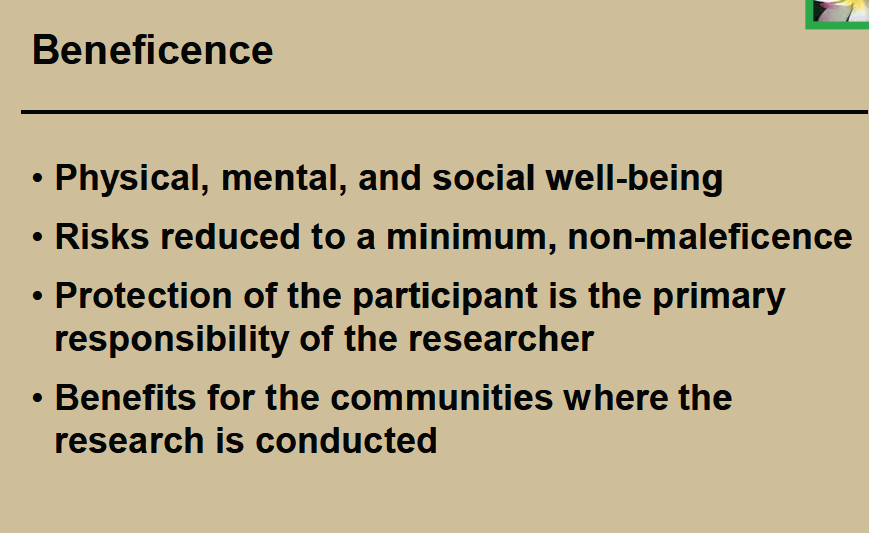 Beneficence
• Physical, mental, and social well-being
• Risks reduced to a minimum, non-maleficence
• Protection of the participant is the primary
responsibility of the researcher
• Benefits for the communities where the
research is conducted